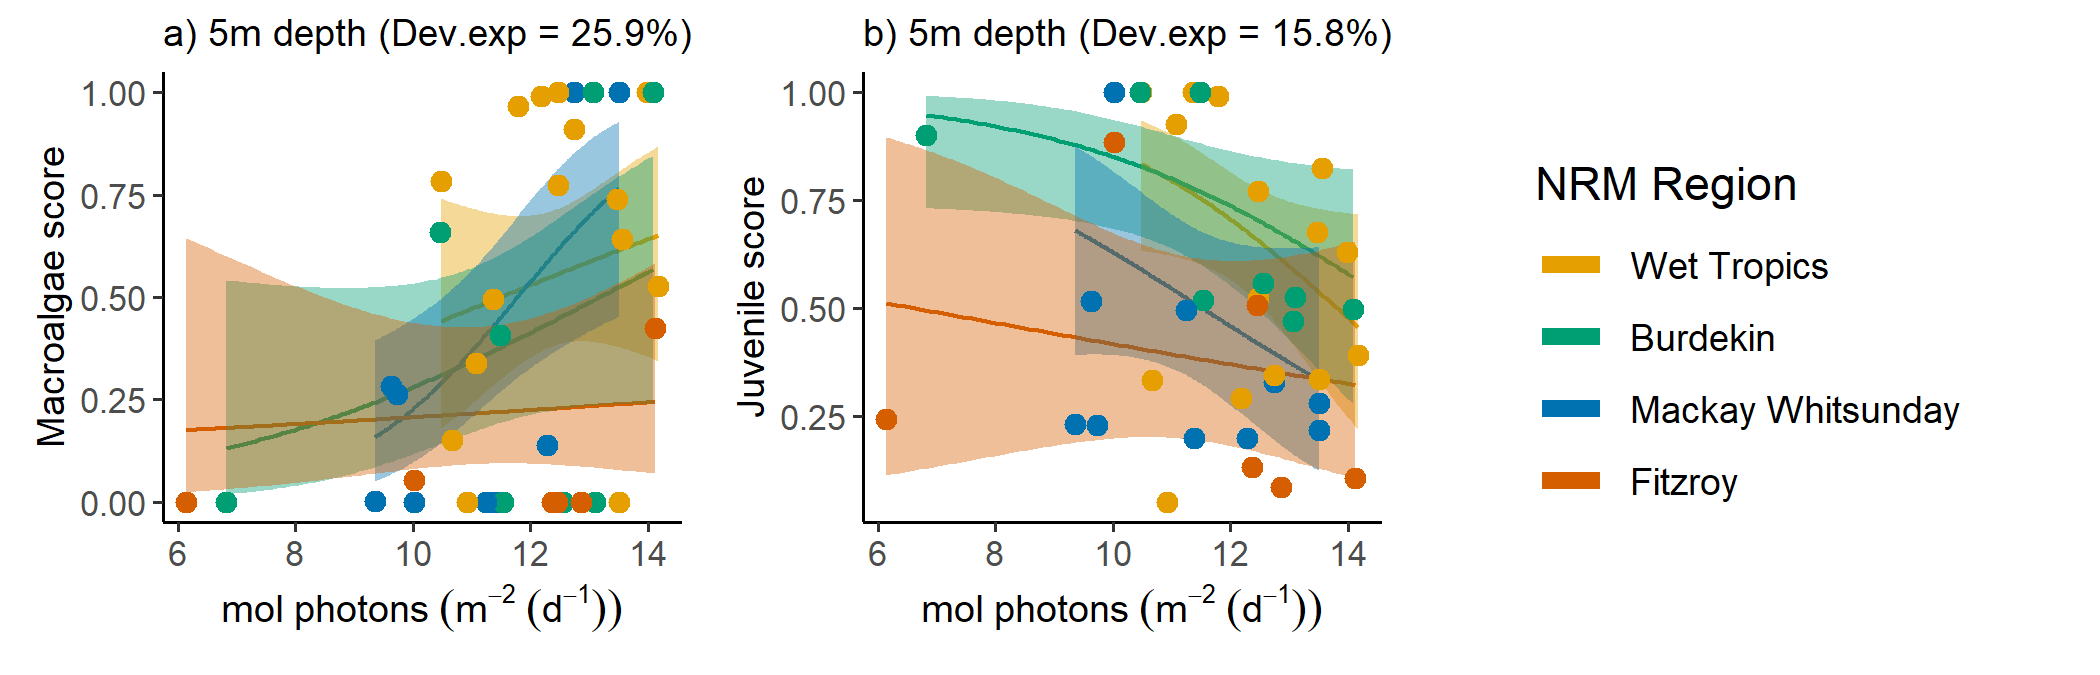 a) 5m depth (Dev.exp = 25.9%)
Macroalgae score
1.00
0.75
0.50
0.25
0.00
6 8 10 12 14
mol photons (m⁻² (d⁻¹))
b) 5m depth (Dev.exp = 15.8%)
Juvenile score
1.00
0.75
0.50
0.25
6 8 10 12 14
mol photons (m⁻² (d⁻¹))
NRM Region
Wet Tropics
Burdekin
Mackay Whitsunday
Fitzroy